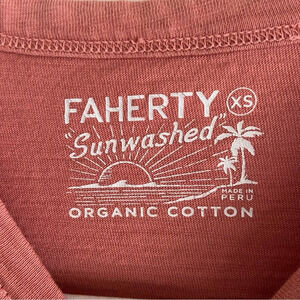 FAHERTY XS
"Sunwashed"
MADE IN
PERU
ORGANIC COTTON